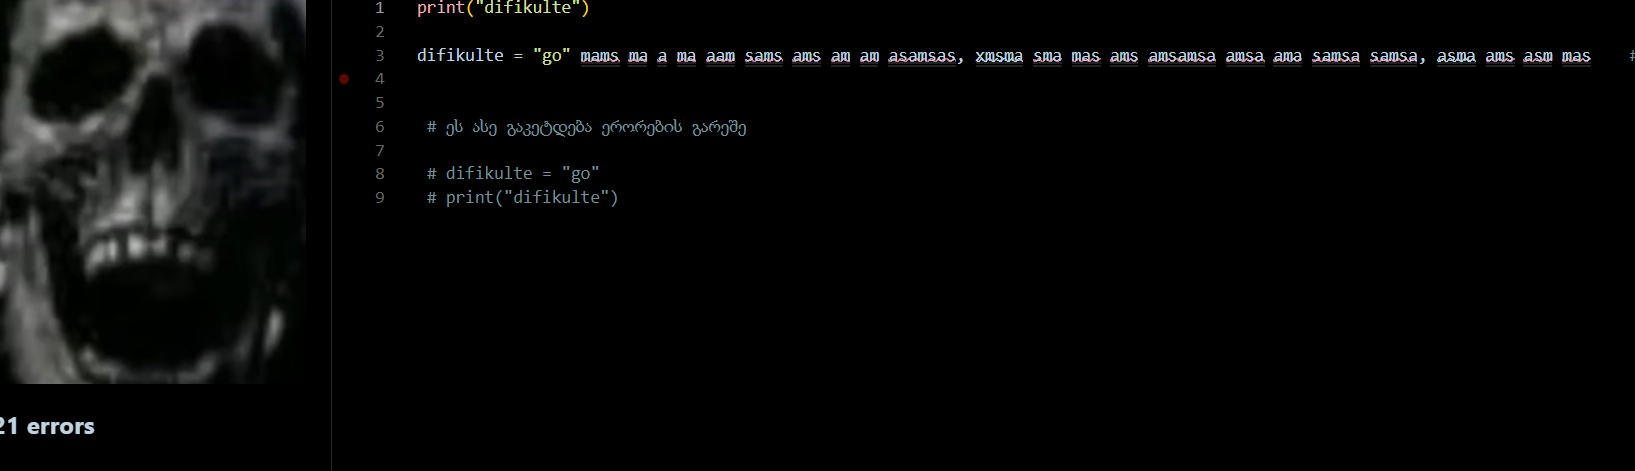 1 print("difikulte")
2
3 difikulte = "go" mams ma a ma aam sams ams am am asamsas, xmsma sma mas ams amsamsa amsa ama samsa samsa, asma ams asm mas #
4
5
6 # ეს ასე გაკეტდება ერორების გარეშე
7
8 # difikulte = "go"
9 # print("difikulte")
21 errors